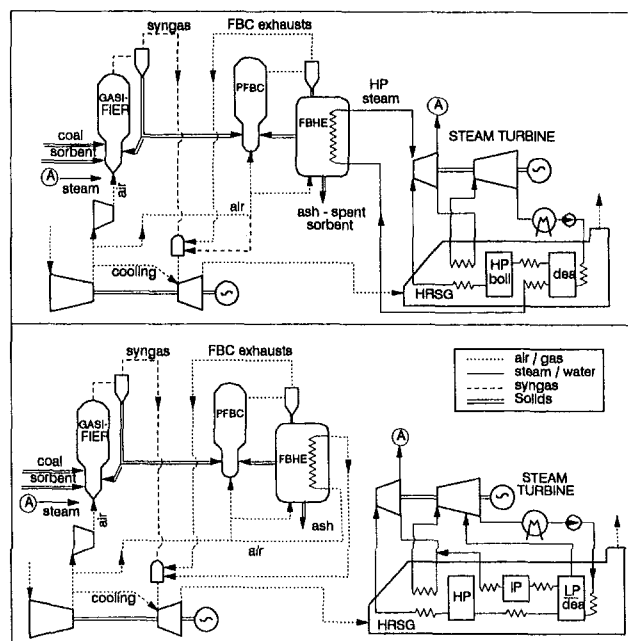 syngas
FBC exhausts
GASI-
FIER
PFBC
FBHE
HP
steam
A
STEAM TURBINE
coal
sorbent
A
steam
air
air
ash - spent
sorbent
cooling
M
HP
boil
dea
HRSG
syngas
FBC exhausts
air / gas
steam / water
syngas
Solids
GASI-
FIER
PFBC
FBHE
A
STEAM
TURBINE
coal
sorbent
A
steam
air
ash
air
cooling
M
HP
IP
LP
dea
HRSG